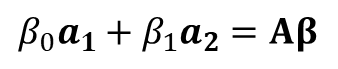 β₀a₁ + β₁a₂ = Aβ